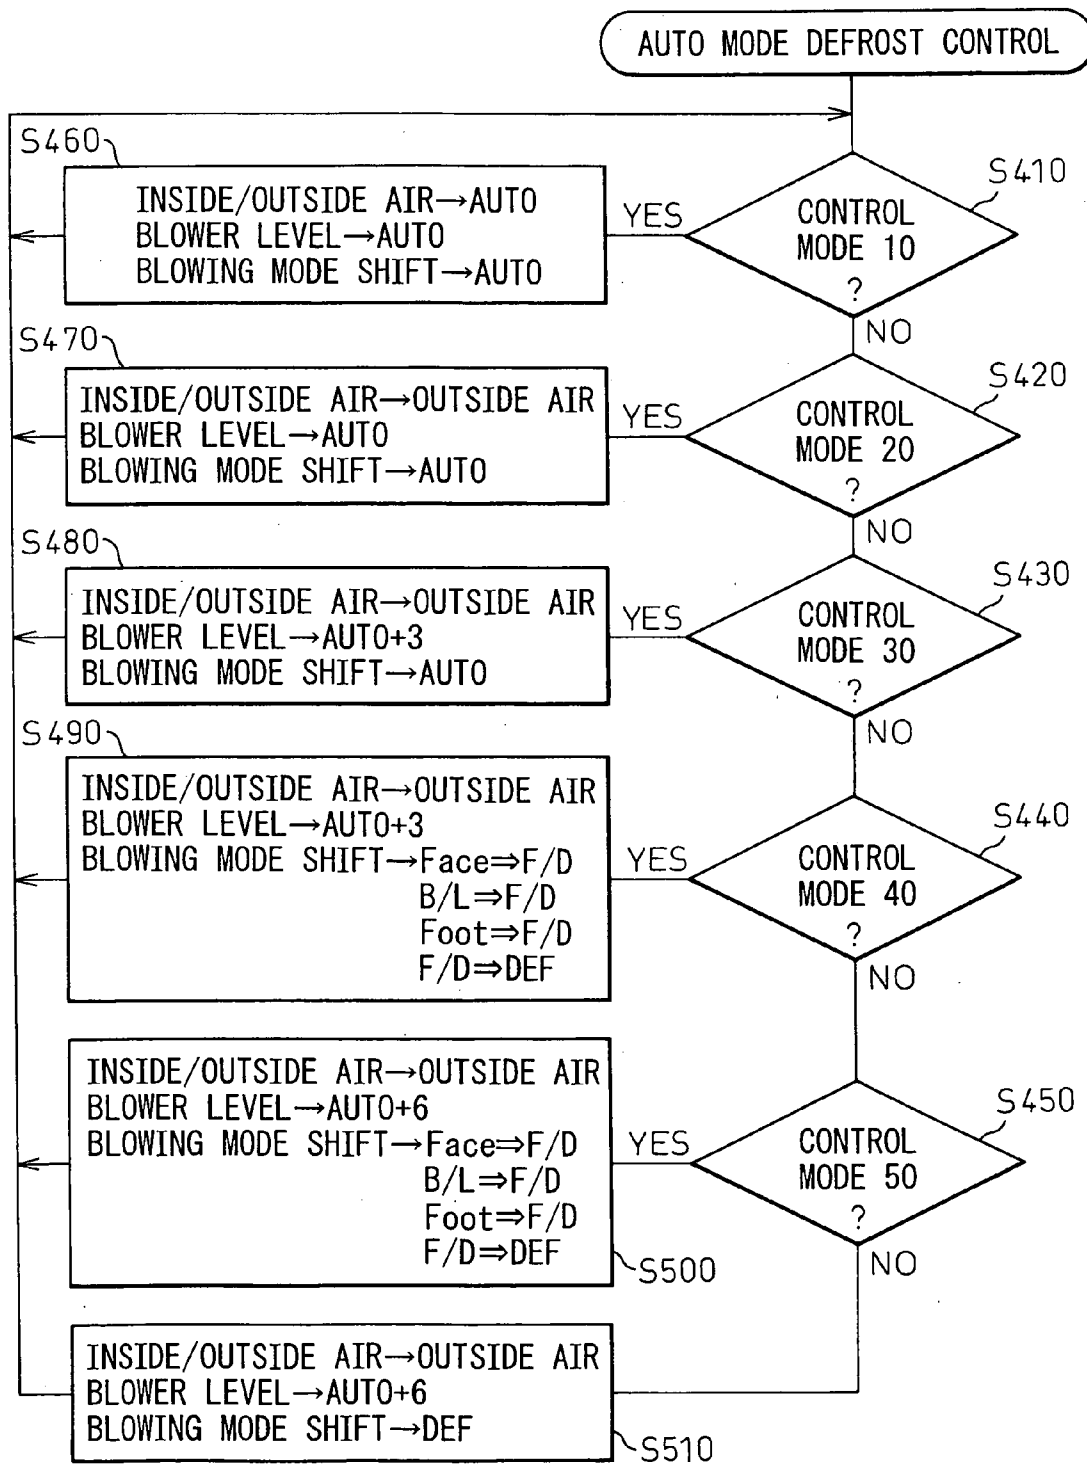 AUTO MODE DEFROST CONTROL
S460
INSIDE/OUTSIDE AIR→AUTO
BLOWER LEVEL→AUTO
BLOWING MODE SHIFT→AUTO
YES
S410
CONTROL
MODE 10
?
NO
S470
INSIDE/OUTSIDE AIR→OUTSIDE AIR
BLOWER LEVEL→AUTO
BLOWING MODE SHIFT→AUTO
YES
S420
CONTROL
MODE 20
?
NO
S480
INSIDE/OUTSIDE AIR→OUTSIDE AIR
BLOWER LEVEL→AUTO+3
BLOWING MODE SHIFT→AUTO
YES
S430
CONTROL
MODE 30
?
NO
S490
INSIDE/OUTSIDE AIR→OUTSIDE AIR
BLOWER LEVEL→AUTO+3
BLOWING MODE SHIFT→Face⇒F/D
B/L⇒F/D
Foot⇒F/D
F/D⇒DEF
YES
S440
CONTROL
MODE 40
?
NO
INSIDE/OUTSIDE AIR→OUTSIDE AIR
BLOWER LEVEL→AUTO+6
BLOWING MODE SHIFT→Face⇒F/D
B/L⇒F/D
Foot⇒F/D
F/D⇒DEF
S500
YES
S450
CONTROL
MODE 50
?
NO
INSIDE/OUTSIDE AIR→OUTSIDE AIR
BLOWER LEVEL→AUTO+6
BLOWING MODE SHIFT→DEF
S510